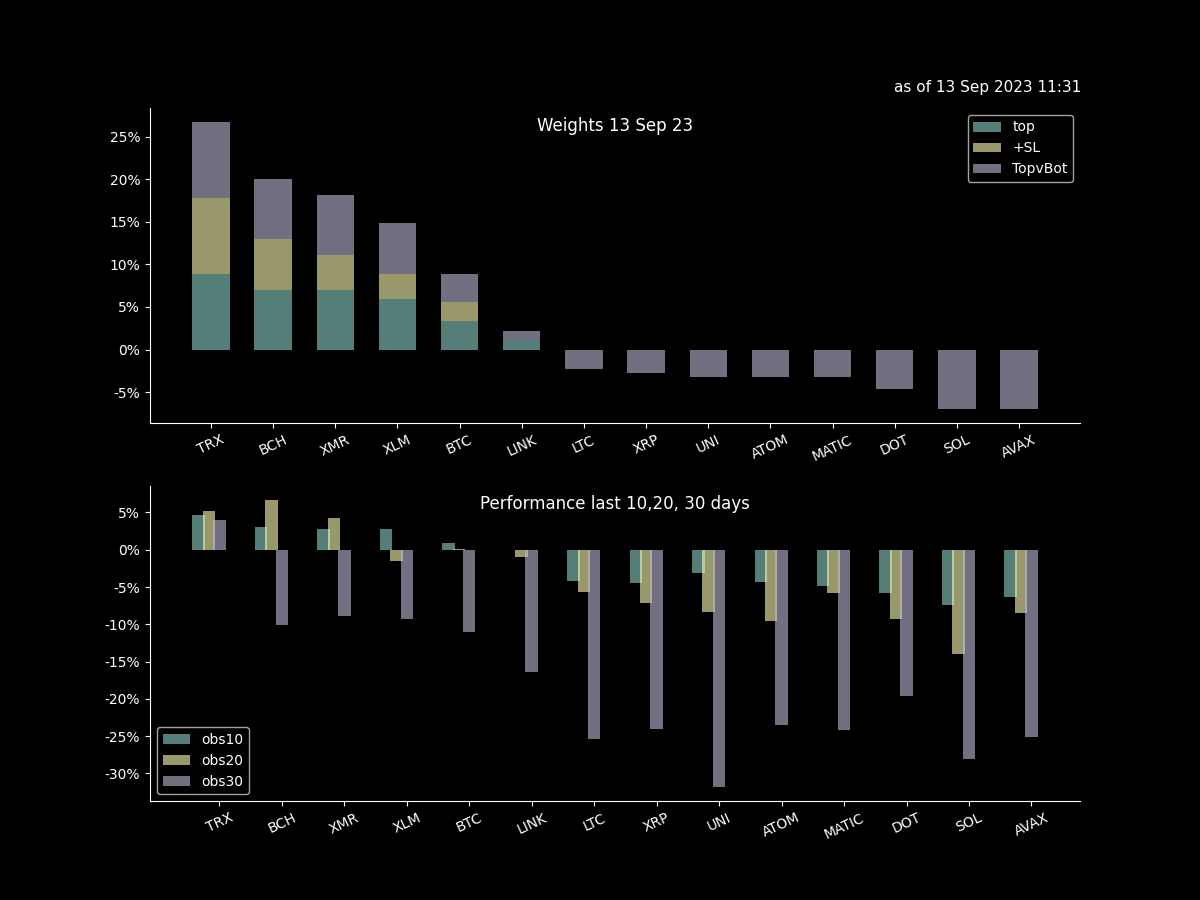 as of 13 Sep 2023 11:31
Weights 13 Sep 23
top
+SL
TopvBot
25%
20%
15%
10%
5%
0%
-5%
TRX BCH XMR XLM BTC LINK LTC XRP UNI ATOM MATIC DOT SOL AVAX
Performance last 10,20, 30 days
5%
0%
-5%
-10%
-15%
-20%
-25%
-30%
obs10
obs20
obs30
TRX BCH XMR XLM BTC LINK LTC XRP UNI ATOM MATIC DOT SOL AVAX